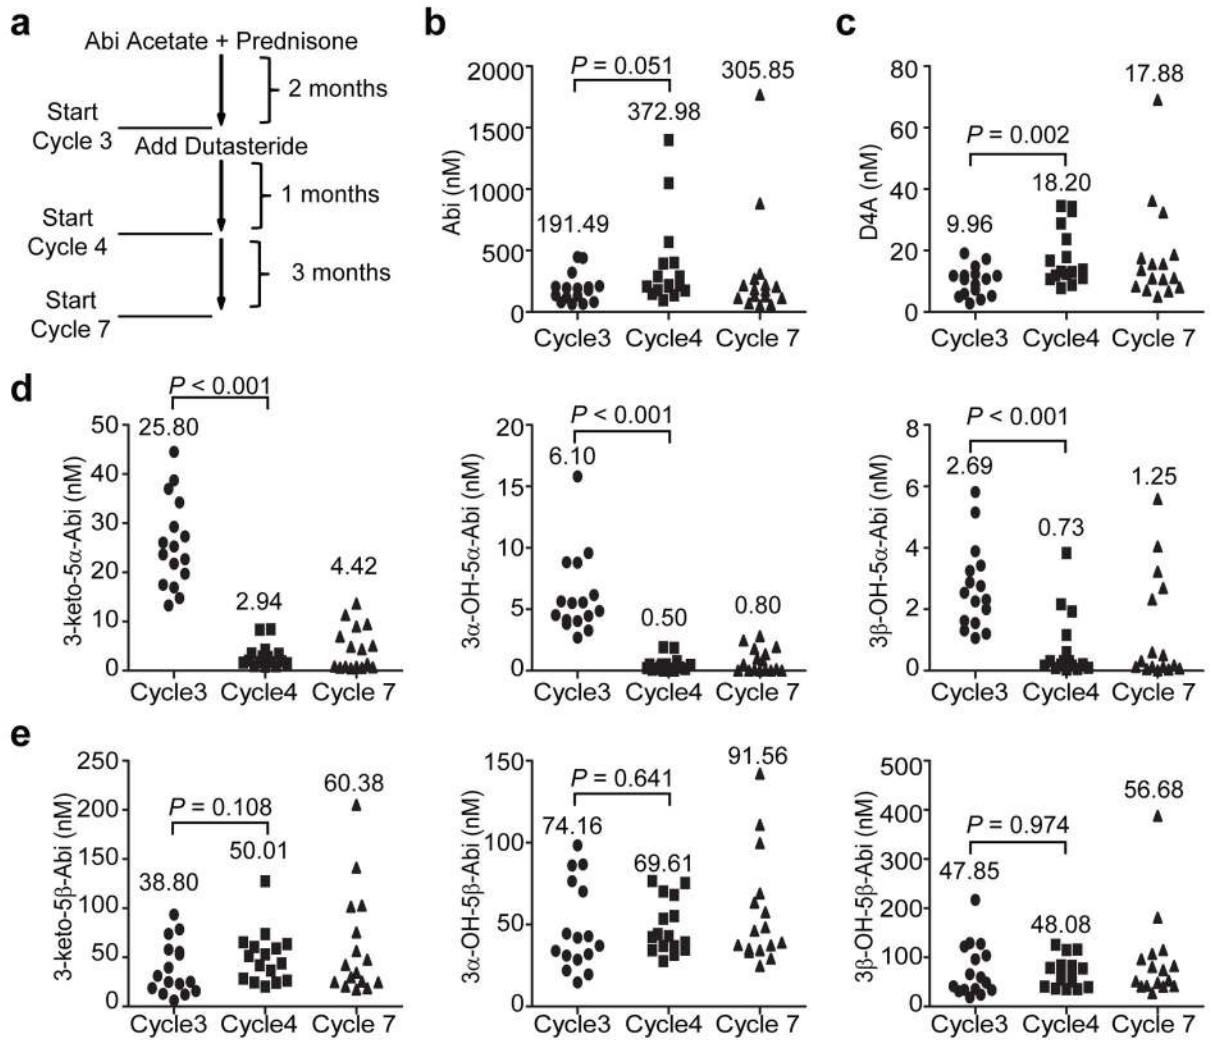 a
Abi Acetate + Prednisone
2 months
Start
Cycle 3
Add Dutasteride
1 months
Start
Cycle 4
3 months
Start
Cycle 7
b
Abi (nM)
2000
1500
1000
500
0
P = 0.051
191.49
372.98
305.85
Cycle3 Cycle4 Cycle 7
c
D4A (nM)
80
60
40
20
0
P = 0.002
9.96
18.20
17.88
Cycle3 Cycle4 Cycle 7
d
3-keto-5α-Abi (nM)
50
40
30
20
10
0
P < 0.001
25.80
2.94
4.42
Cycle3 Cycle4 Cycle 7
3α-OH-5α-Abi (nM)
20
15
10
5
0
P < 0.001
6.10
0.50
0.80
Cycle3 Cycle4 Cycle 7
3β-OH-5α-Abi (nM)
8
6
4
2
0
P < 0.001
2.69
0.73
1.25
Cycle3 Cycle4 Cycle 7
e
3-keto-5β-Abi (nM)
250
200
150
100
50
0
P = 0.108
38.80
50.01
60.38
Cycle3 Cycle4 Cycle 7
3α-OH-5β-Abi (nM)
150
100
50
0
P = 0.641
74.16
69.61
91.56
Cycle3 Cycle4 Cycle 7
3β-OH-5β-Abi (nM)
500
400
300
200
100
0
P = 0.974
47.85
48.08
56.68
Cycle3 Cycle4 Cycle 7